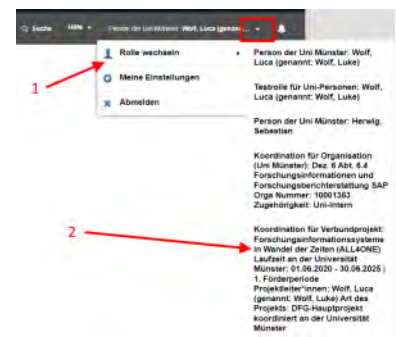 Suche Hilfe Person der Uni Münster: Wolf, Luca (genan: ...
1
Rolle wechseln
Meine Einstellungen
Abmelden
Person der Uni Münster: Wolf,
Luca (genannt: Wolf, Luke)
Testrolle für Uni-Personen: Wolf,
Luca (genannt: Wolf, Luke)
Person der Uni Münster: Herwig,
Sebastian
Koordination für Organisation
(Uni Münster): Dez. 6 Abt. 6.4
Forschungsinformationen und
Forschungsberichterstattung SAP
Orga Nummer: 10001363
Zugehörigkeit: Uni-intern
2
Koordination für Verbundprojekt:
Forschungsinformationssysteme
in Wandel der Zeiten (ALL4ONE)
Laufzeit an der Universität
Münster: 01.06.2020 - 30.06.2025 |
1. Förderperiode
Projektleiter*innen: Wolf, Luca
(genannt: Wolf, Luke) Art des
Projekts: DFG-Hauptprojekt
koordiniert an der Universität
Münster